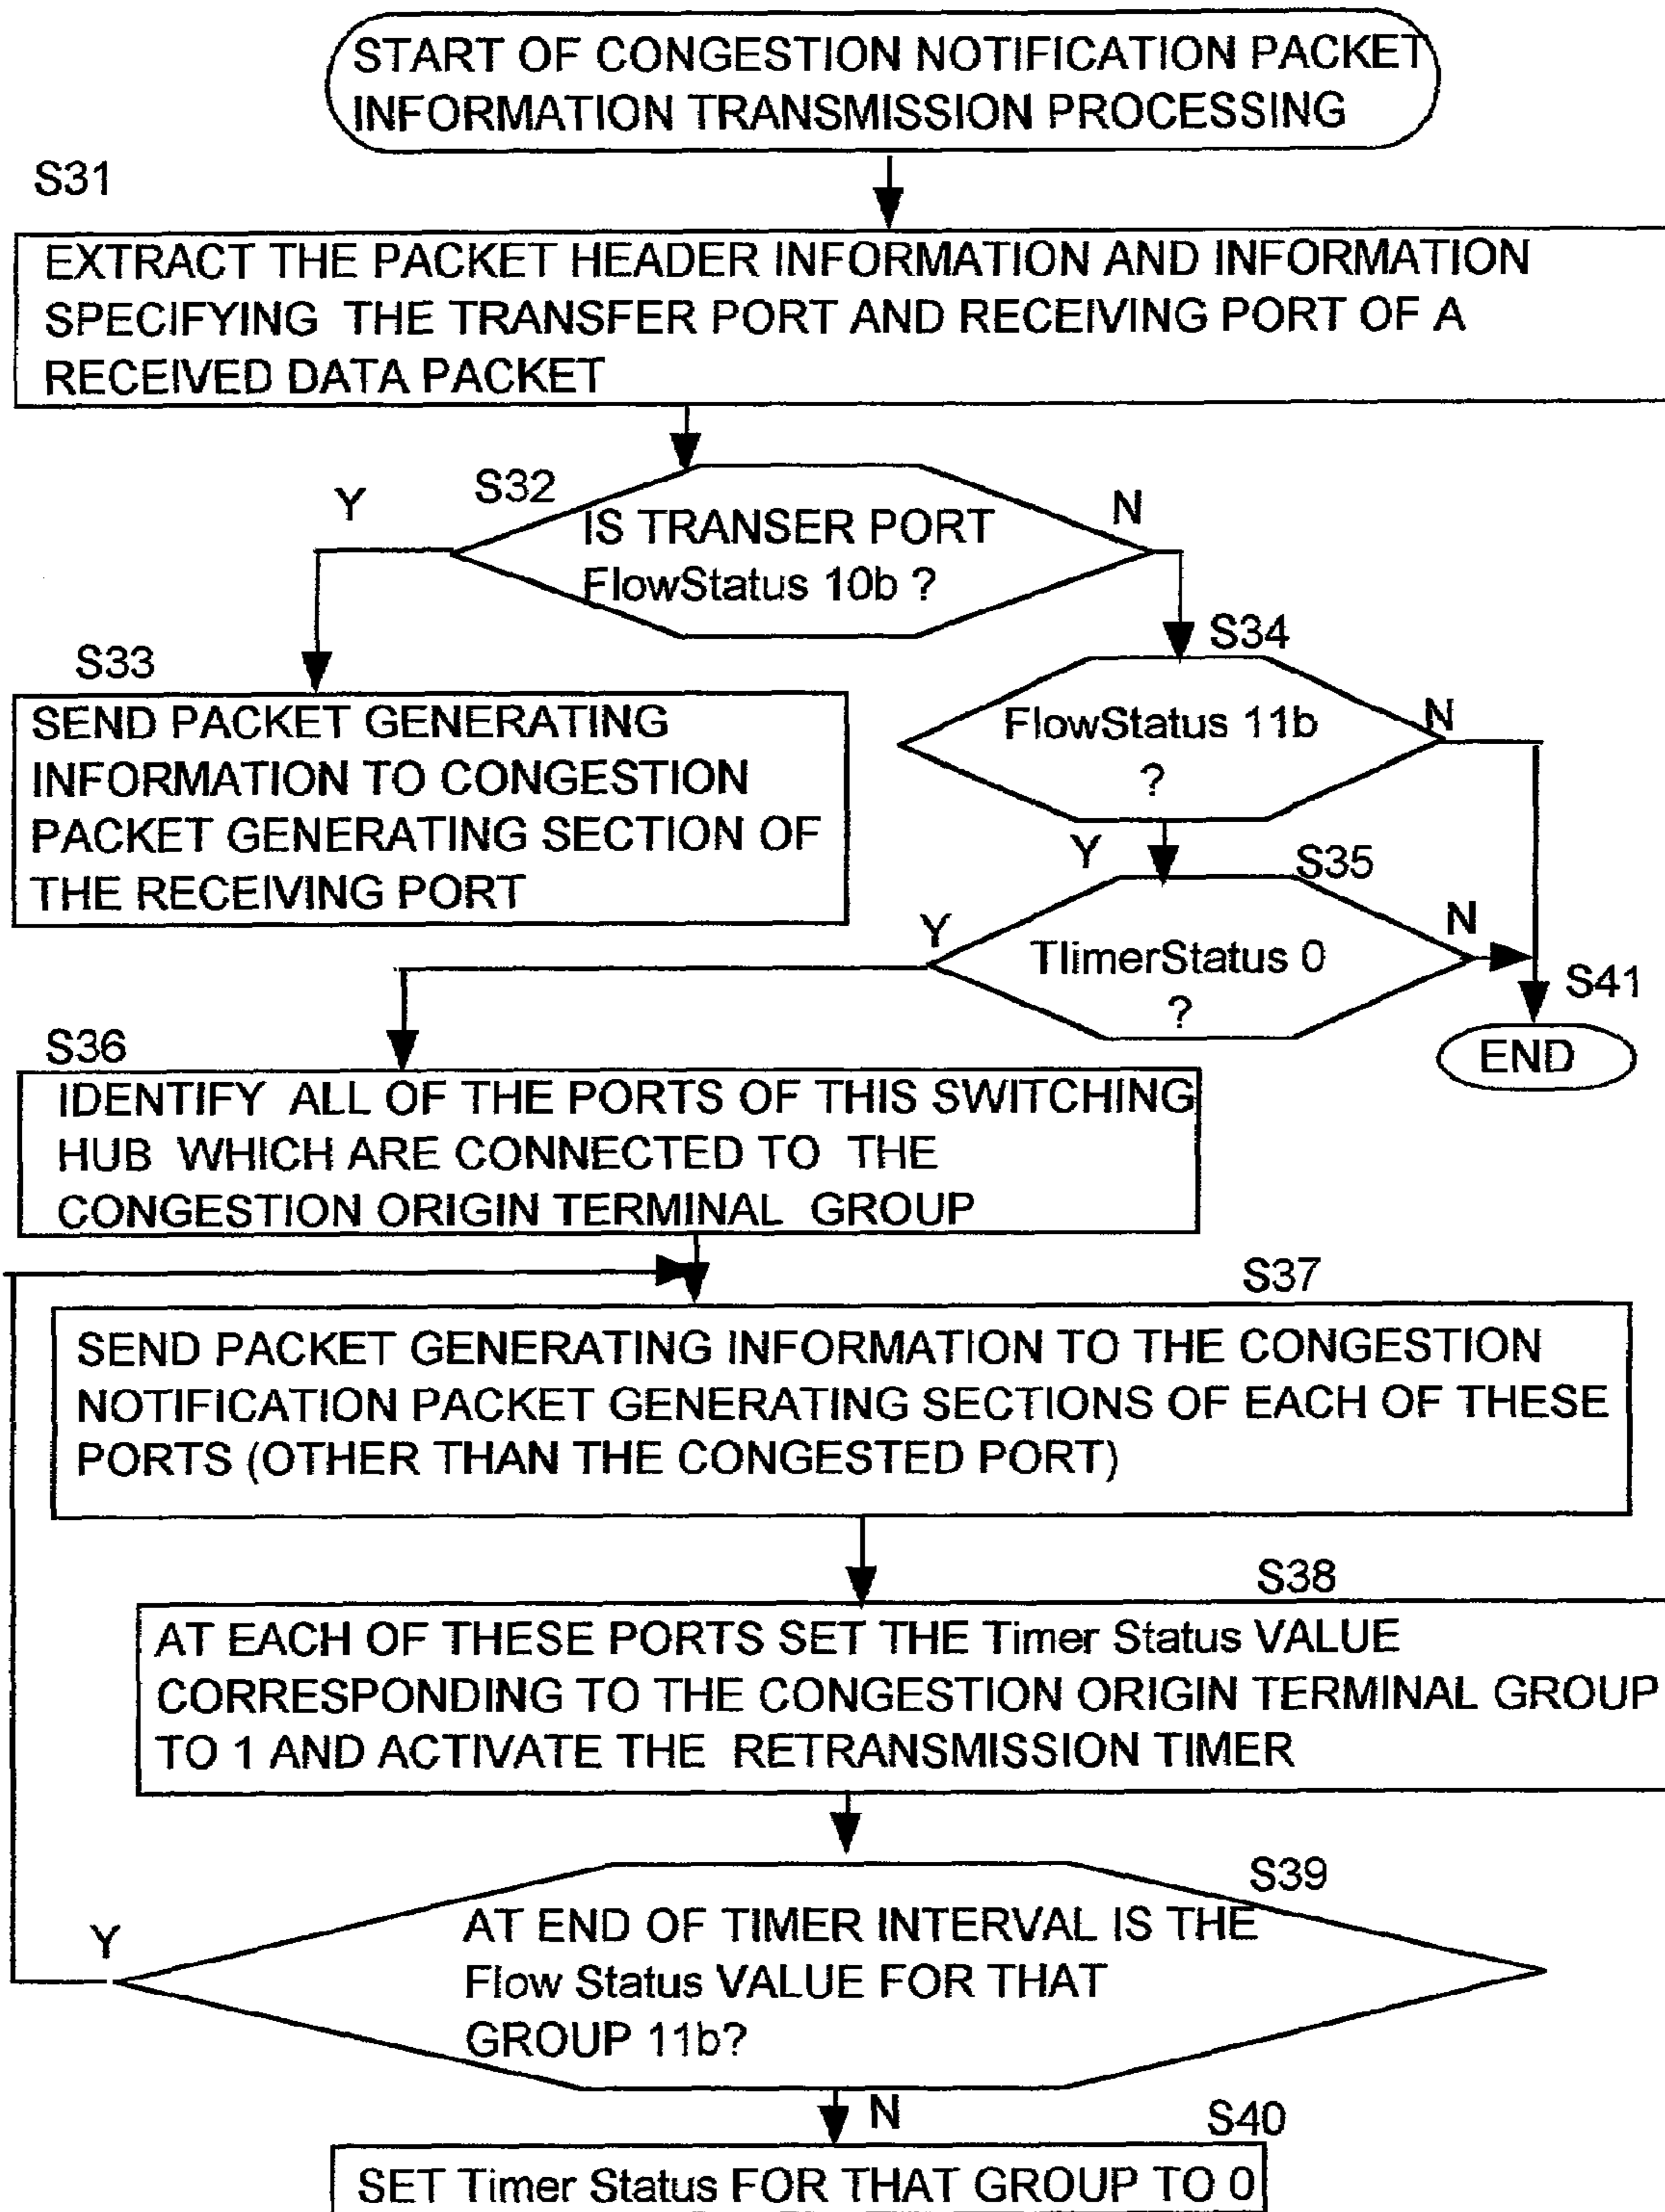 START OF CONGESTION NOTIFICATION PACKET
INFORMATION TRANSMISSION PROCESSING
S31
EXTRACT THE PACKET HEADER INFORMATION AND INFORMATION
SPECIFYING THE TRANSFER PORT AND RECEIVING PORT OF A
RECEIVED DATA PACKET
S32
Y
N
IS TRANSER PORT
FlowStatus 10b ?
S33
SEND PACKET GENERATING
INFORMATION TO CONGESTION
PACKET GENERATING SECTION OF
THE RECEIVING PORT
S34
FlowStatus 11b
?
N
Y
S35
Y
N
TlimerStatus 0
?
S41
END
S36
IDENTIFY ALL OF THE PORTS OF THIS SWITCHING
HUB WHICH ARE CONNECTED TO THE
CONGESTION ORIGIN TERMINAL GROUP
S37
SEND PACKET GENERATING INFORMATION TO THE CONGESTION
NOTIFICATION PACKET GENERATING SECTIONS OF EACH OF THESE
PORTS (OTHER THAN THE CONGESTED PORT)
S38
AT EACH OF THESE PORTS SET THE Timer Status VALUE
CORRESPONDING TO THE CONGESTION ORIGIN TERMINAL GROUP
TO 1 AND ACTIVATE THE RETRANSMISSION TIMER
S39
Y
AT END OF TIMER INTERVAL IS THE
Flow Status VALUE FOR THAT
GROUP 11b?
N
S40
SET Timer Status FOR THAT GROUP TO 0